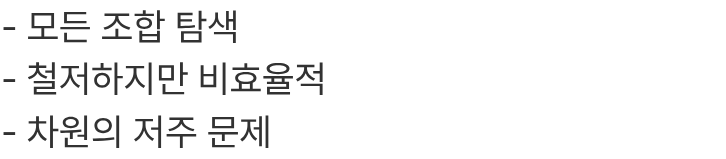 - 모든 조합 탐색
- 철저하지만 비효율적
- 차원의 저주 문제